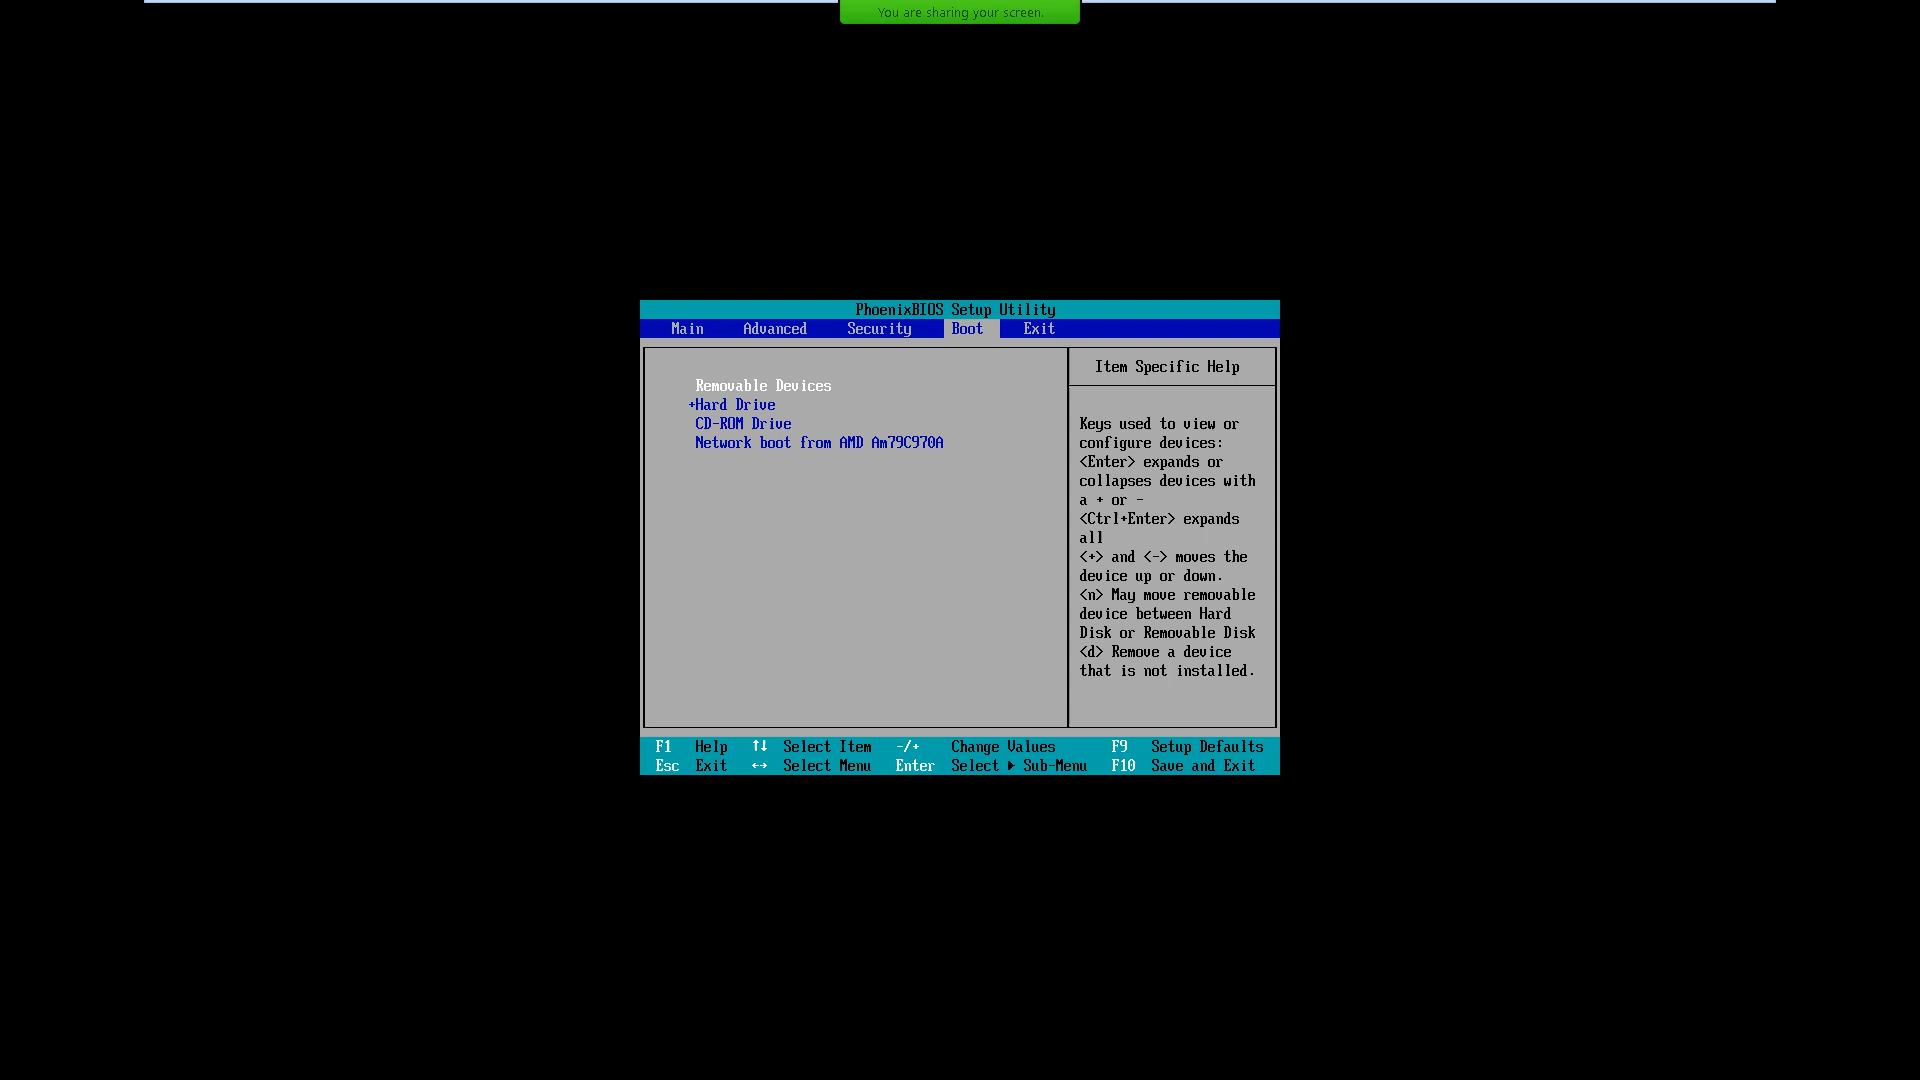 You are sharing your screen.
PhoenixBIOS Setup Utility
Main Advanced Security Boot Exit
Removable Devices
+Hard Drive
CD-ROM Drive
Network boot from AMD Am79C970A
Item Specific Help
Keys used to view or
configure devices:
<Enter> expands or
collapses devices with
a + or -
<Ctrl+Enter> expands
all
<+> and <-> moves the
device up or down.
<n> May move removable
device between Hard
Disk or Removable Disk
<d> Remove a device
that is not installed.
F1 Help ↑↓ Select Item -/+ Change Values F9 Setup Defaults
Esc Exit ↔ Select Menu Enter Select ▶ Sub-Menu F10 Save and Exit